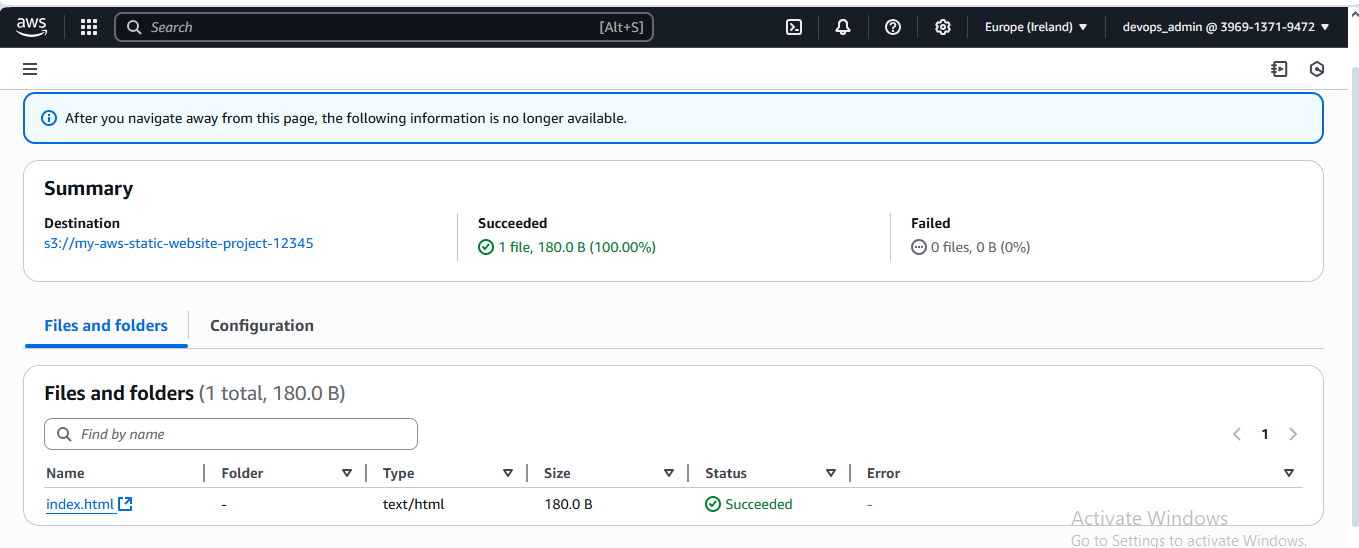 aws
Search [Alt+S] Europe (Ireland) devops_admin @ 3969-1371-9472
After you navigate away from this page, the following information is no longer available.
Summary
Destination Succeeded Failed
s3://my-aws-static-website-project-12345 1 file, 180.0 B (100.00%) 0 files, 0 B (0%)
Files and folders Configuration
Files and folders (1 total, 180.0 B)
Find by name 1
Name Folder Type Size Status Error
index.html - text/html 180.0 B Succeeded -
Activate Windows
Go to Settings to activate Windows.